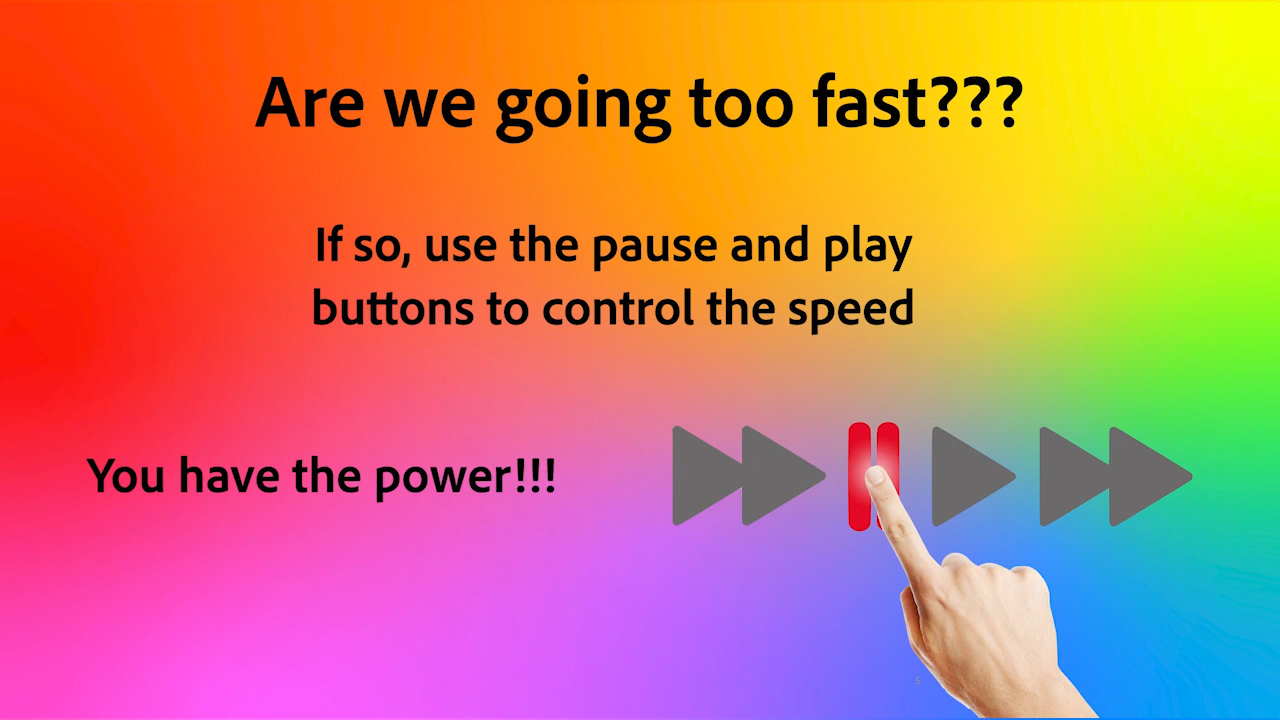 Are we going too fast???
If so, use the pause and play
buttons to control the speed
You have the power!!!
5